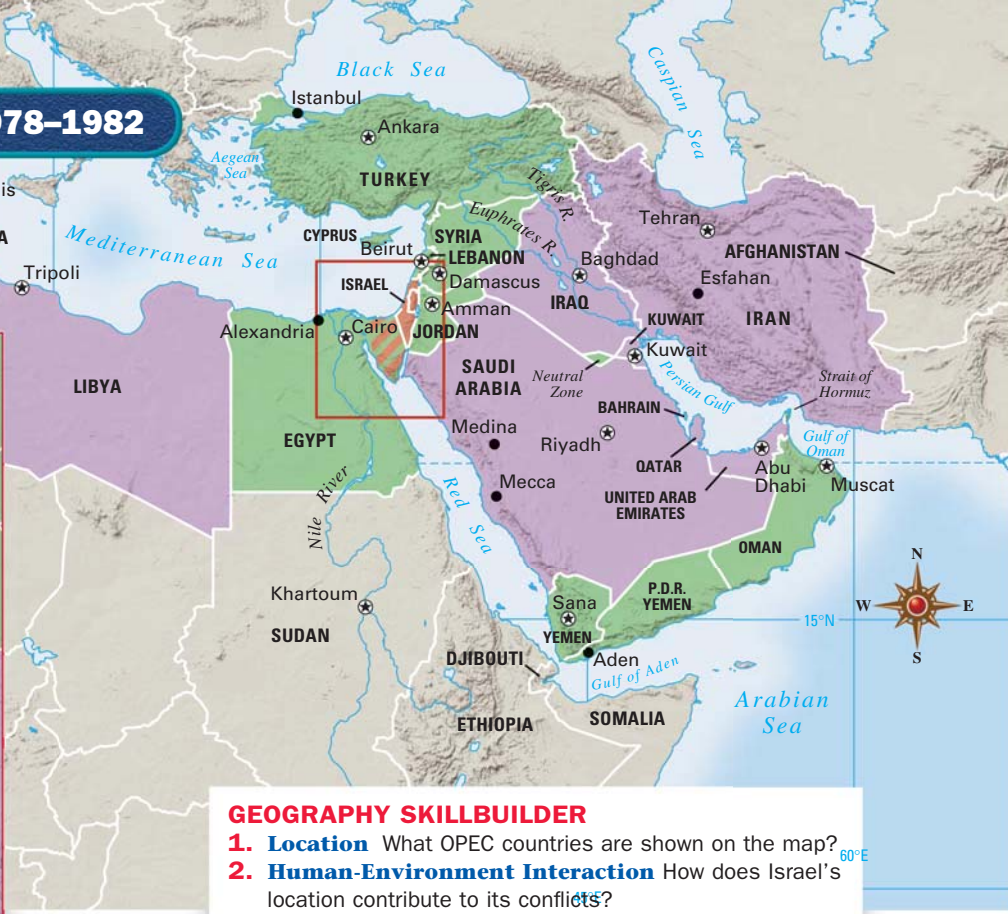 Black Sea
Caspian Sea
978–1982
Istanbul
Ankara
Aegean
Sea
TURKEY
Tigris R.
Euphrates R.
is
A
Mediterranean Sea
Tripoli
CYPRUS
Beirut
SYRIA
LEBANON
Damascus
ISRAEL
Amman
JORDAN
Alexandria
Cairo
Tehran
AFGHANISTAN
Baghdad
Esfahan
IRAQ
IRAN
KUWAIT
Kuwait
LIBYA
EGYPT
SAUDI
ARABIA
Neutral
Zone
Persian Gulf
Strait of
Hormuz
BAHRAIN
Medina
Riyadh
QATAR
Gulf of
Oman
Abu
Dhabi
Muscat
Mecca
UNITED ARAB
EMIRATES
Nile River
Red Sea
OMAN
P.D.R.
YEMEN
Khartoum
SUDAN
Sana
YEMEN
Aden
DJIBOUTI
Gulf of Aden
ETHIOPIA
SOMALIA
Arabian
Sea
15°N
N
W
E
S
GEOGRAPHY SKILLBUILDER
1. Location What OPEC countries are shown on the map?
60°E
2. Human-Environment Interaction How does Israel's
location contribute to its conflicts?
45°E